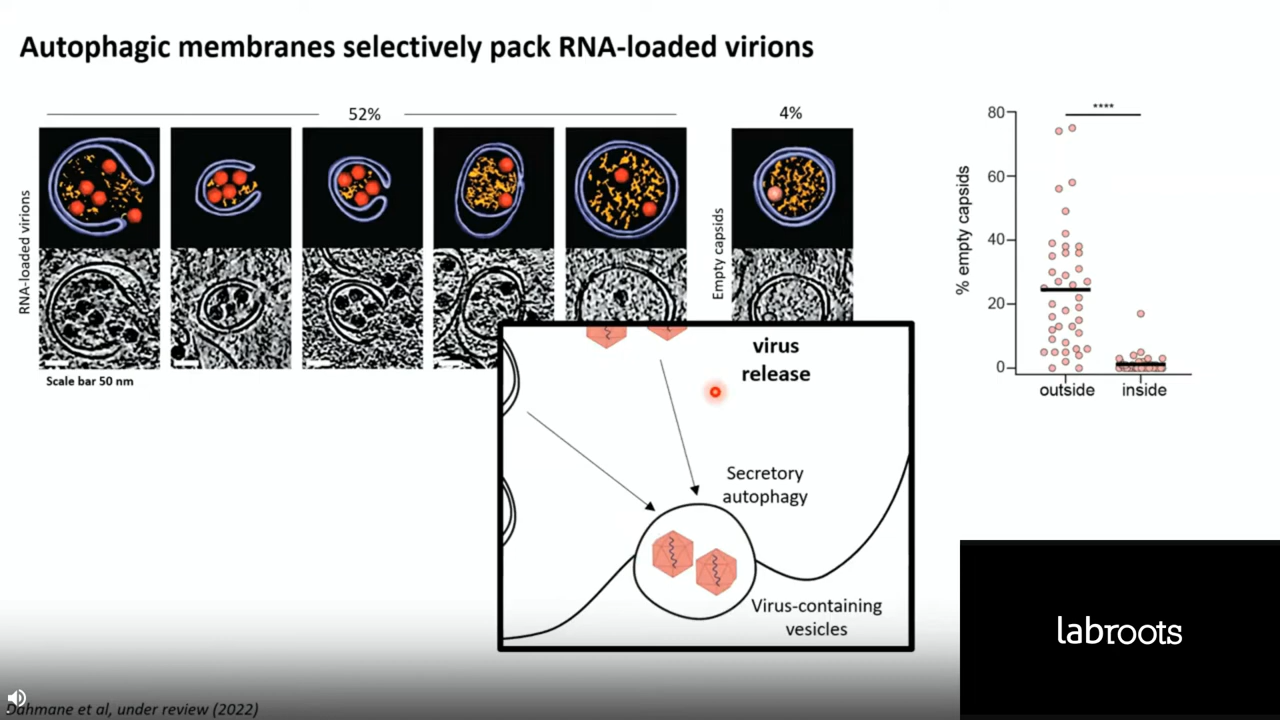 Autophagic membranes selectively pack RNA-loaded virions
52%
4%
RNA-loaded virions
Empty capsids
Scale bar 50 nm
****
% empty capsids
80
60
40
20
0
outside
inside
virus
release
Secretory
autophagy
Virus-containing
vesicles
labroots
Dahmane et al, under review (2022)